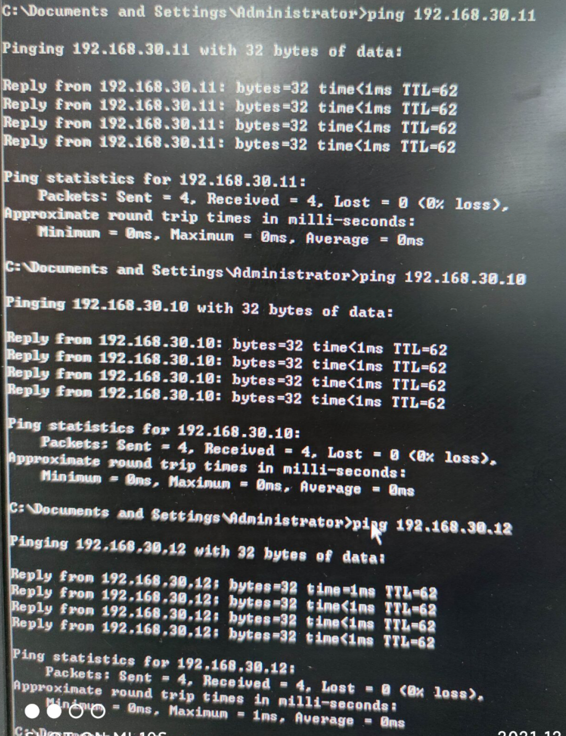 C:\Documents and Settings\Administrator>ping 192.168.30.11
Pinging 192.168.30.11 with 32 bytes of data:
Reply from 192.168.30.11: bytes=32 time<1ms TTL=62
Reply from 192.168.30.11: bytes=32 time<1ms TTL=62
Reply from 192.168.30.11: bytes=32 time<1ms TTL=62
Reply from 192.168.30.11: bytes=32 time<1ms TTL=62
Ping statistics for 192.168.30.11:
Packets: Sent = 4, Received = 4, Lost = 0 (0% loss),
Approximate round trip times in milli-seconds:
Minimum = 0ms, Maximum = 0ms, Average = 0ms
C:\Documents and Settings\Administrator>ping 192.168.30.10
Pinging 192.168.30.10 with 32 bytes of data:
Reply from 192.168.30.10: bytes=32 time<1ms TTL=62
Reply from 192.168.30.10: bytes=32 time<1ms TTL=62
Reply from 192.168.30.10: bytes=32 time<1ms TTL=62
Reply from 192.168.30.10: bytes=32 time<1ms TTL=62
Ping statistics for 192.168.30.10:
Packets: Sent = 4, Received = 4, Lost = 0 (0% loss),
Approximate round trip times in milli-seconds:
Minimum = 0ms, Maximum = 0ms, Average = 0ms
C:\Documents and Settings\Administrator>ping 192.168.30.12
Pinging 192.168.30.12 with 32 bytes of data:
Reply from 192.168.30.12: bytes=32 time=1ms TTL=62
Reply from 192.168.30.12: bytes=32 time<1ms TTL=62
Reply from 192.168.30.12: bytes=32 time<1ms TTL=62
Reply from 192.168.30.12: bytes=32 time<1ms TTL=62
Ping statistics for 192.168.30.12:
Packets: Sent = 4, Received = 4, Lost = 0 (0% loss),
Approximate round trip times in milli-seconds:
Minimum = 0ms, Maximum = 1ms, Average = 0ms